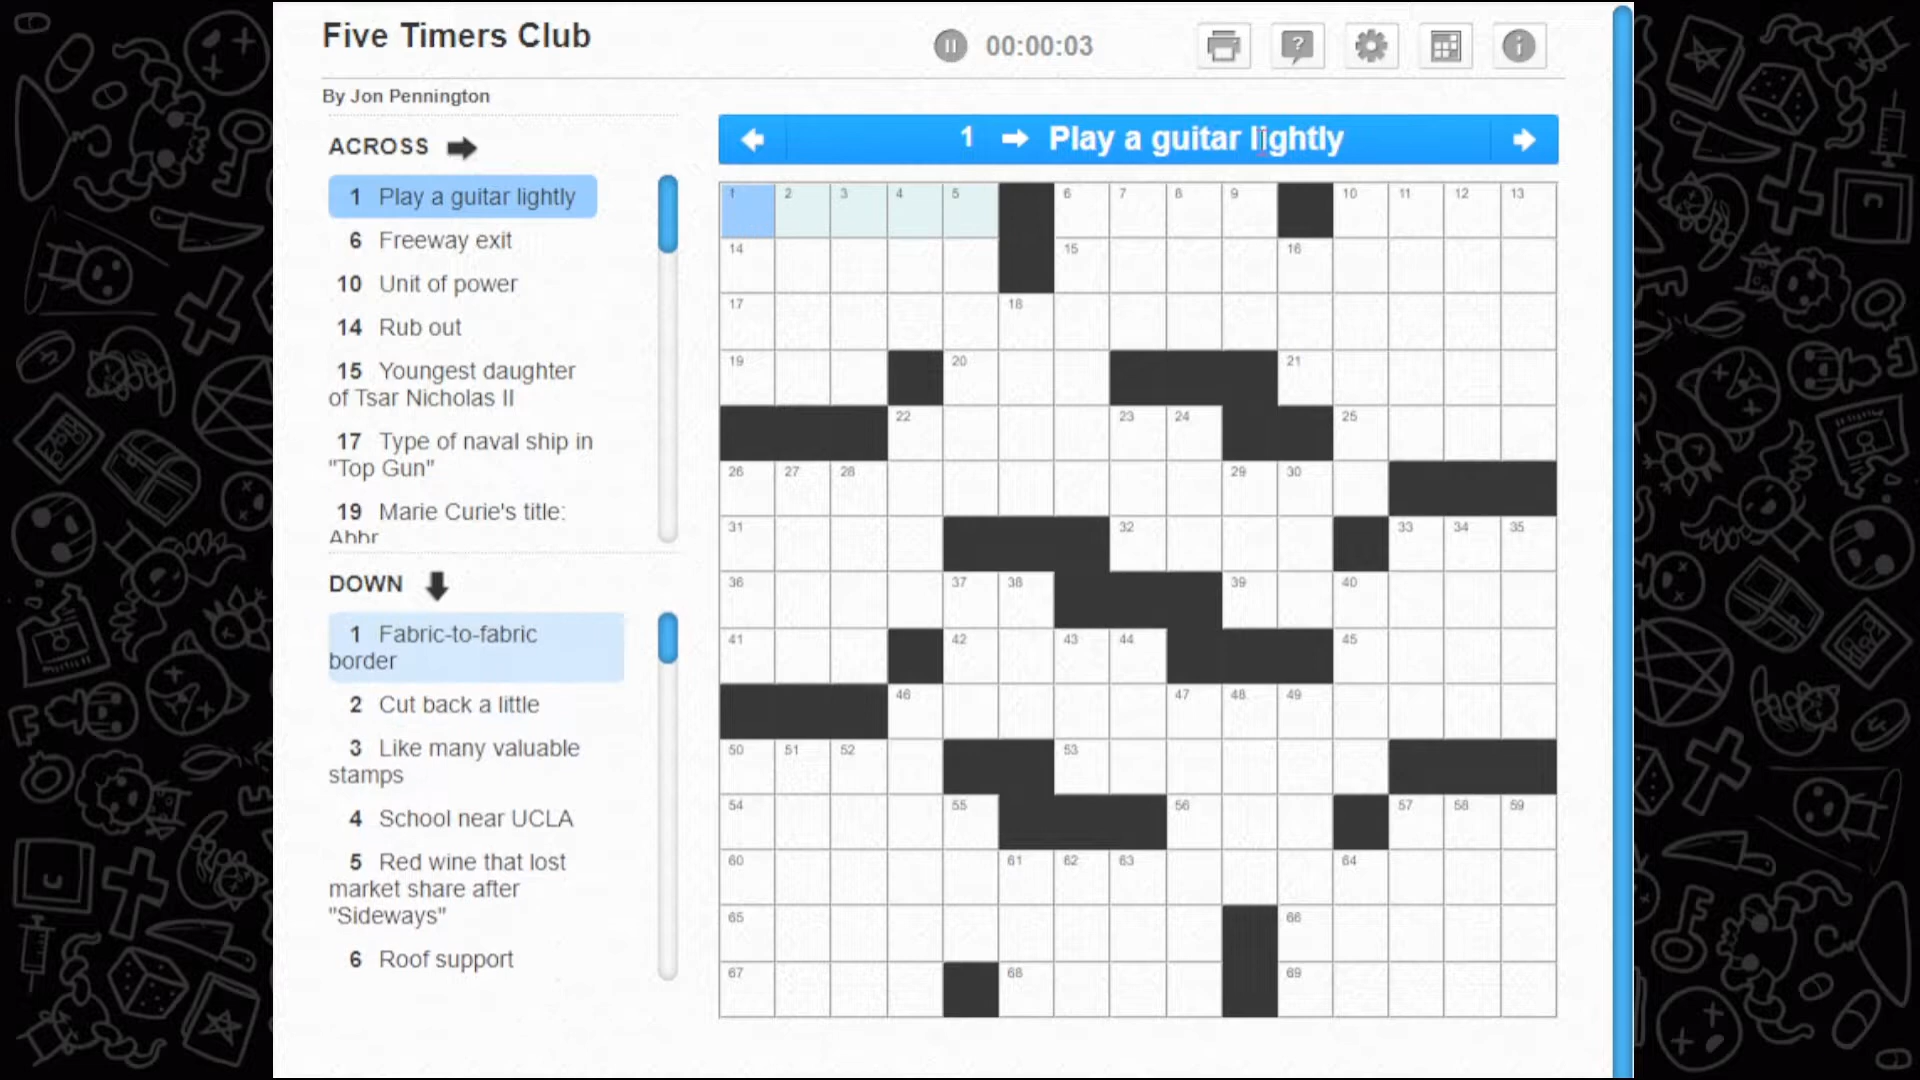 Five Timers Club
00:00:03
By Jon Pennington
ACROSS
1 Play a guitar lightly
6 Freeway exit
10 Unit of power
14 Rub out
15 Youngest daughter
of Tsar Nicholas II
17 Type of naval ship in
"Top Gun"
19 Marie Curie's title:
Abbr
DOWN
1 Fabric-to-fabric
border
2 Cut back a little
3 Like many valuable
stamps
4 School near UCLA
5 Red wine that lost
market share after
"Sideways"
6 Roof support
1 Play a guitar lightly
1 2 3 4 5 6 7 8 9 10 11 12 13
14 15 16
17 18
19 20 21
22 23 24 25
26 27 28 29 30
31 32 33 34 35
36 37 38 39 40
41 42 43 44 45
46 47 48 49
50 51 52 53
54 55 56 57 58 59
60 61 62 63 64
65 66
67 68 69